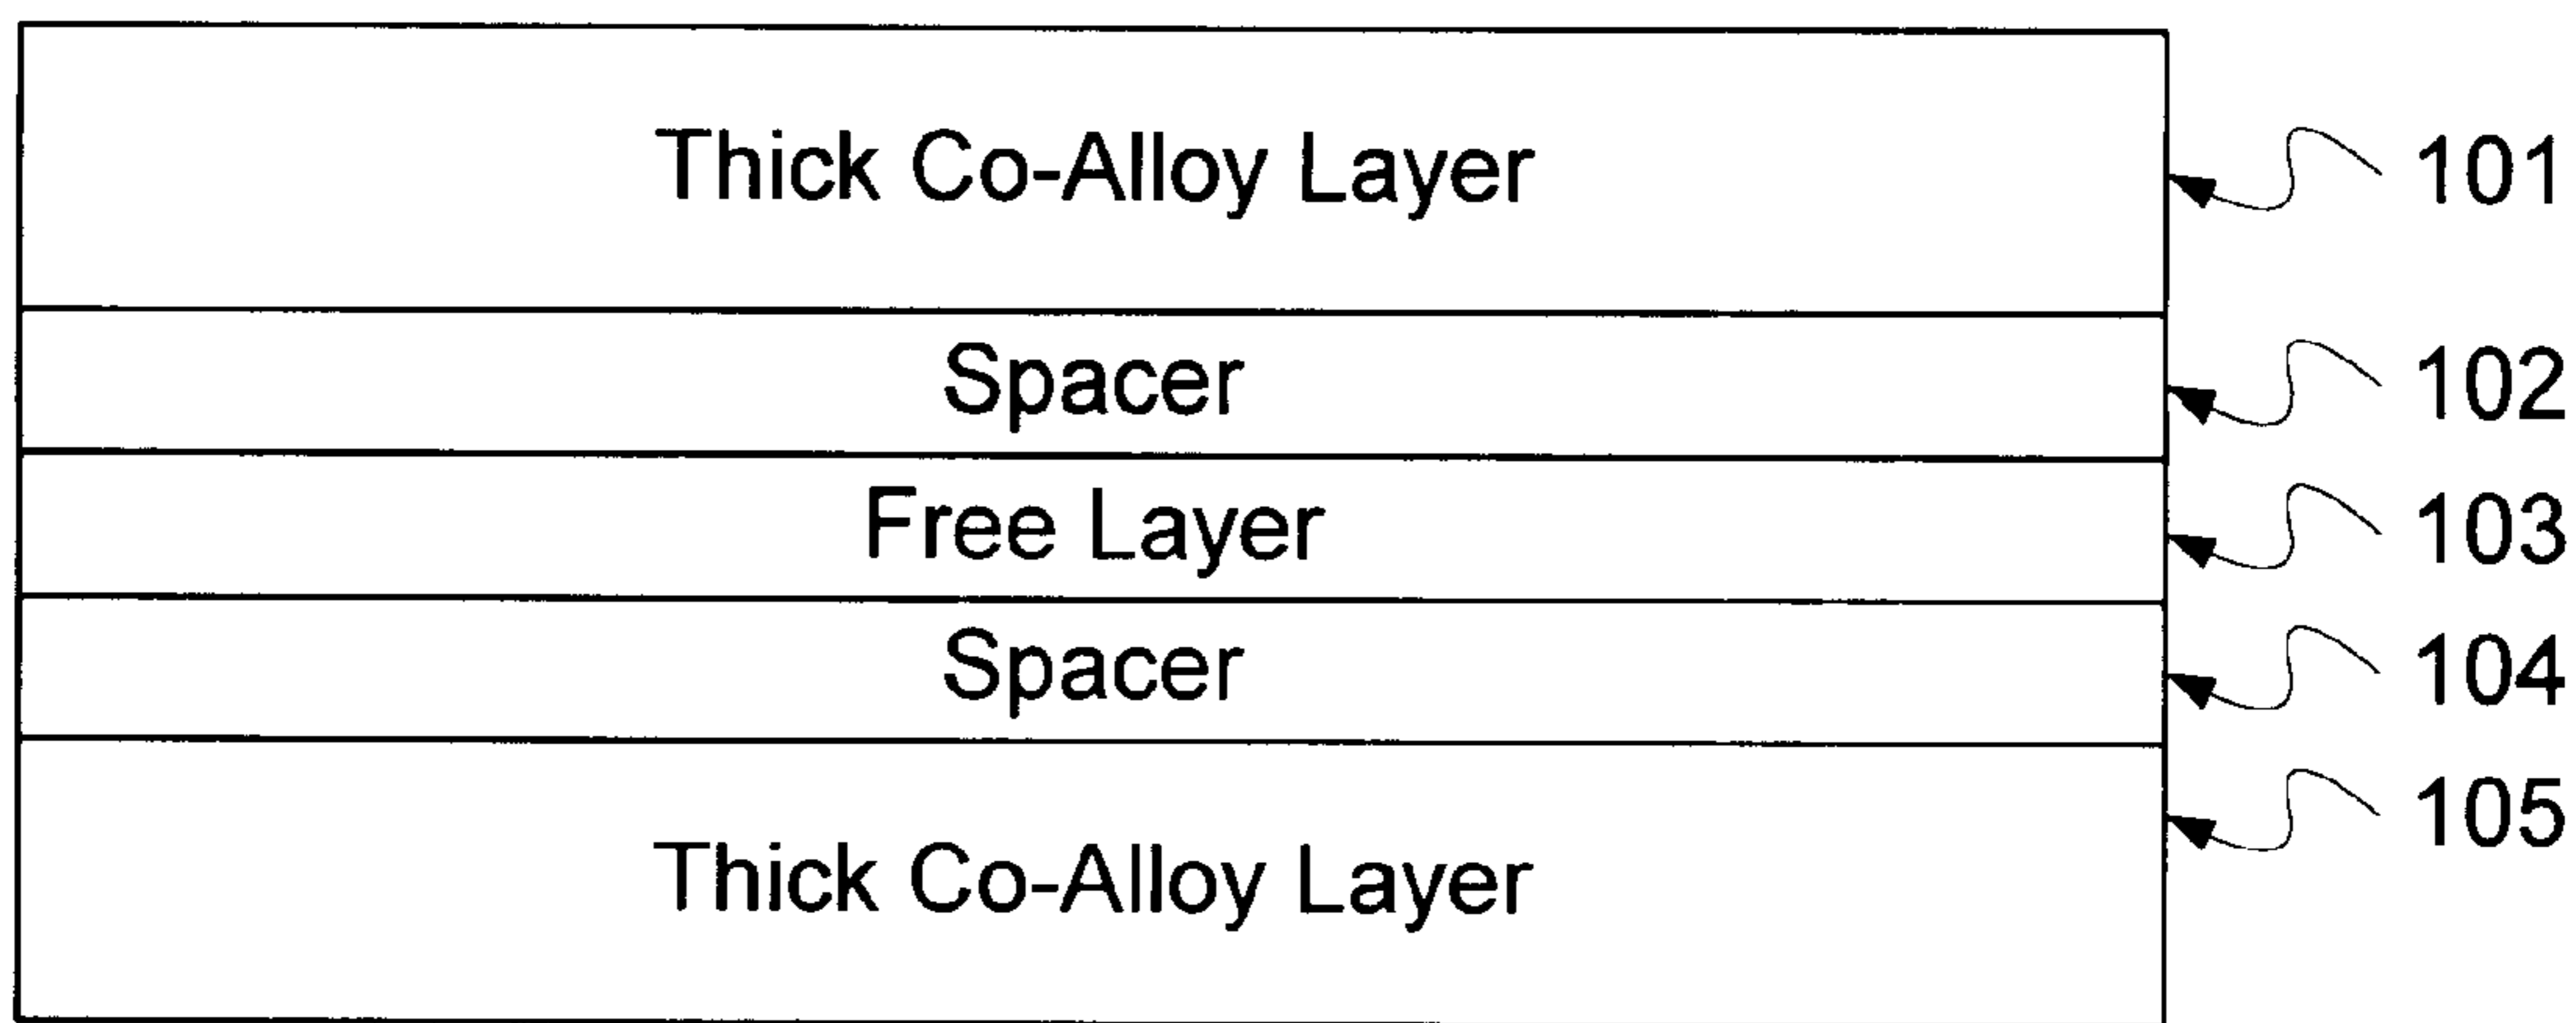 Thick Co-Alloy Layer 101
Spacer 102
Free Layer 103
Spacer 104
Thick Co-Alloy Layer 105